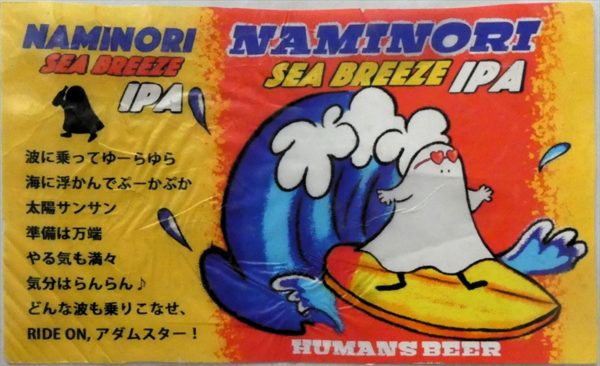 NAMINORI
SEA BREEZE
IPA
波に乗ってゆーらゆら
海に浮かんでぷーかぷか
太陽サンサン
準備は万端
やる気も満々
気分はらんらん♪
どんな波も乗りこなせ、
RIDE ON, アダムスター！
NAMINORI
SEA BREEZE IPA
HUMANS BEER